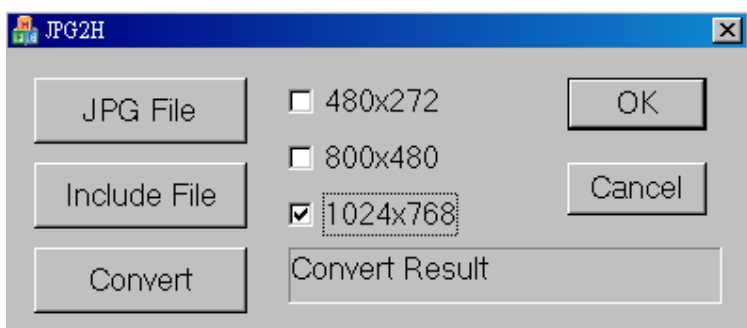 JPG2H
JPG File
480x272
OK
800x480
Include File
Cancel
1024x768
Convert
Convert Result